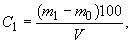 C₁ = (m₁ − m₀)100 / V,